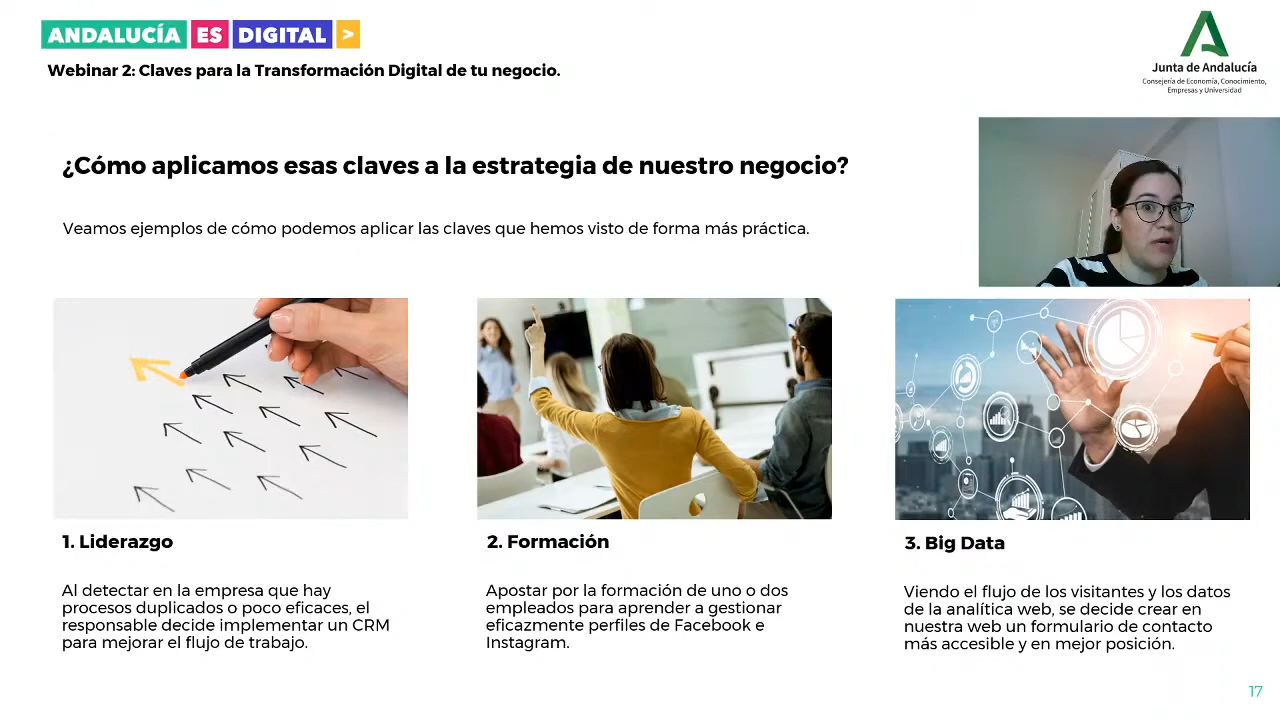 ANDALUCÍA ES DIGITAL >
Webinar 2: Claves para la Transformación Digital de tu negocio.
Junta de Andalucía
Consejería de Economía, Conocimiento,
Empresas y Universidad
¿Cómo aplicamos esas claves a la estrategia de nuestro negocio?
Veamos ejemplos de cómo podemos aplicar las claves que hemos visto de forma más práctica.
1. Liderazgo
Al detectar en la empresa que hay
procesos duplicados o poco eficaces, el
responsable decide implementar un CRM
para mejorar el flujo de trabajo.
2. Formación
Apostar por la formación de uno o dos
empleados para aprender a gestionar
eficazmente perfiles de Facebook e
Instagram.
3. Big Data
Viendo el flujo de los visitantes y los datos
de la analítica web, se decide crear en
nuestra web un formulario de contacto
más accesible y en mejor posición.
17